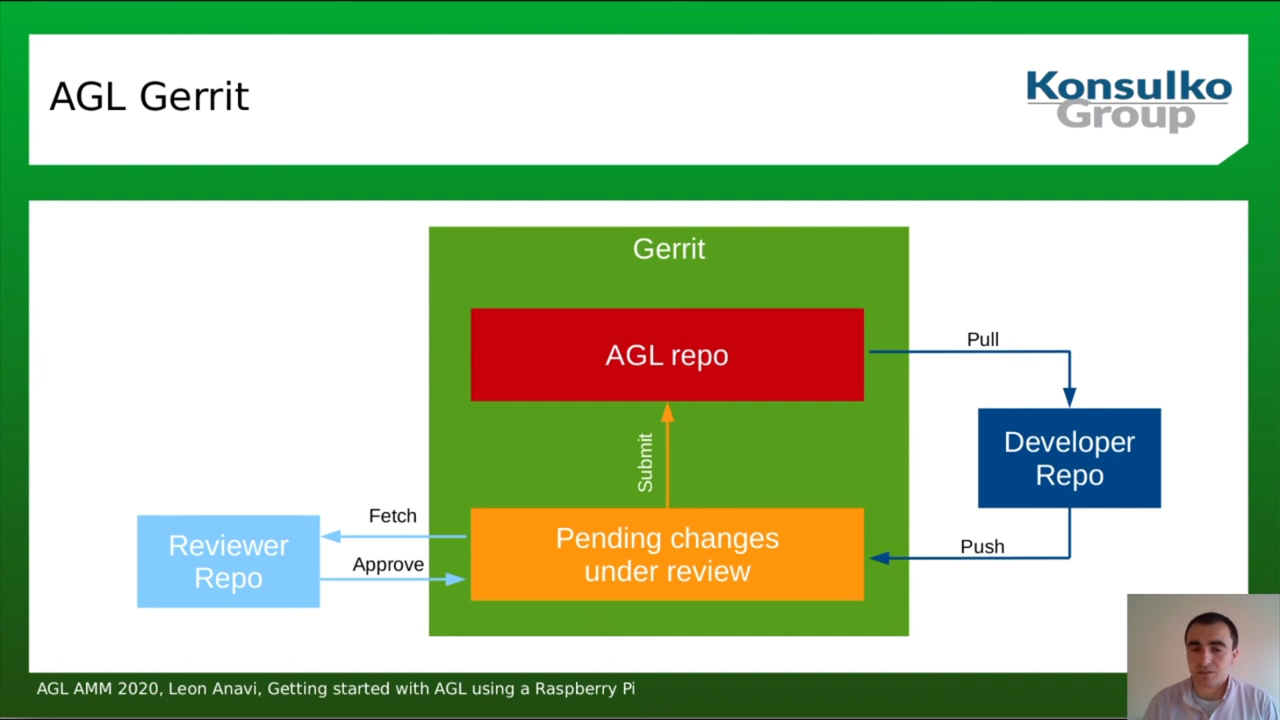 AGL Gerrit
Konsulko
Group
Gerrit
AGL repo
Pull
Developer
Repo
Submit
Fetch
Reviewer
Repo
Approve
Pending changes
under review
Push
AGL AMM 2020, Leon Anavi, Getting started with AGL using a Raspberry Pi